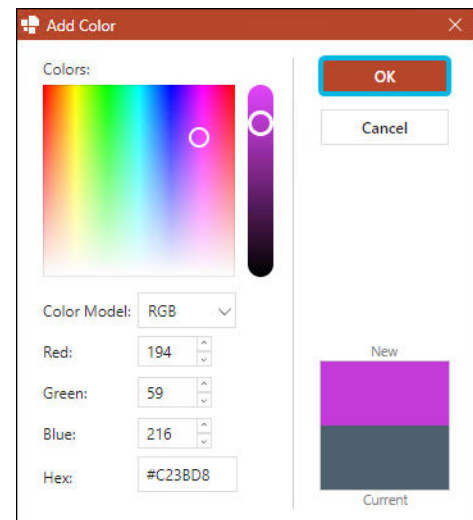 Add Color
Colors:
OK
Cancel
Color Model: RGB
Red: 194
Green: 59
Blue: 216
Hex: #C23BD8
New
Current